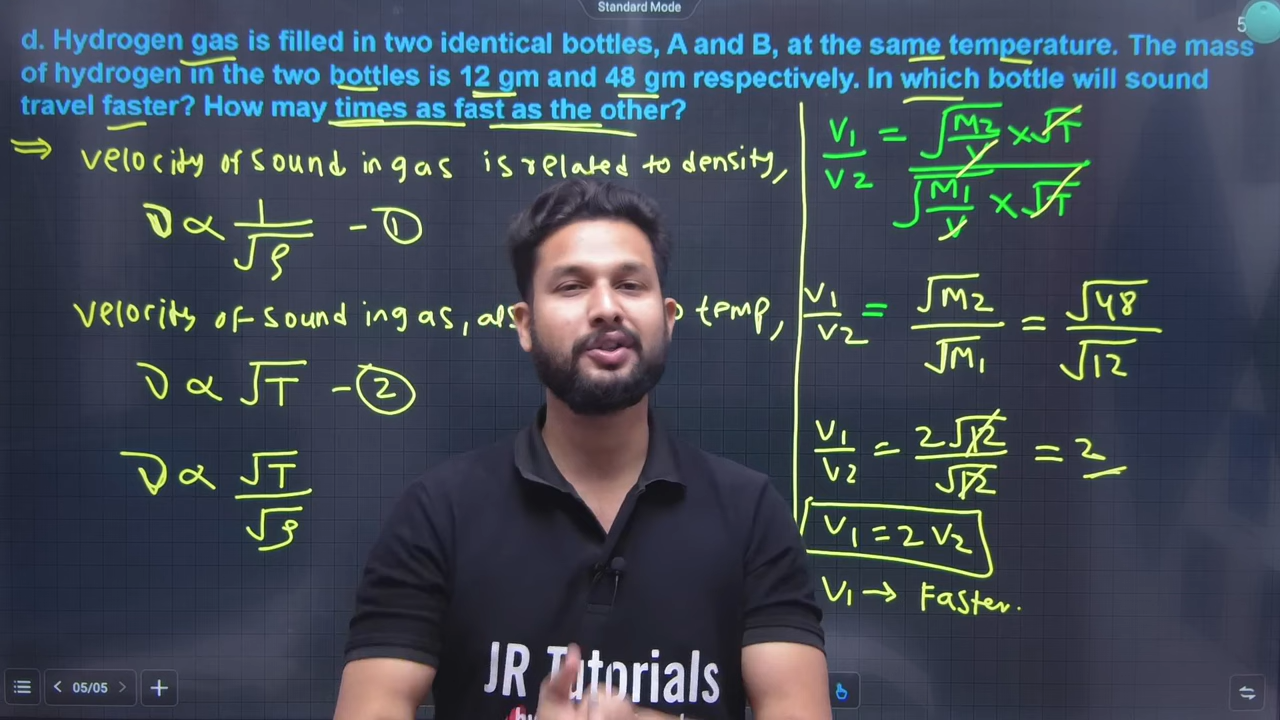 Standard Mode
5
d. Hydrogen gas is filled in two identical bottles, A and B, at the same temperature. The mass
of hydrogen in the two bottles is 12 gm and 48 gm respectively. In which bottle will sound
travel faster? How may times as fast as the other?
⇒ velocity of sound in gas is related to density,
V ∝ 1/√ρ - ①
velocity of sound in gas, temp,
V ∝ √T - ②
V ∝ √T/√ρ
V1/V2 = (√(M2/V) × √T)/(√(M1/V) × √T)
V1/V2 = √M2/√M1 = √48/√12
V1/V2 = 2√12/√12 = 2
V1 = 2 V2
V1 → Faster.
JR Tutorials
05/05